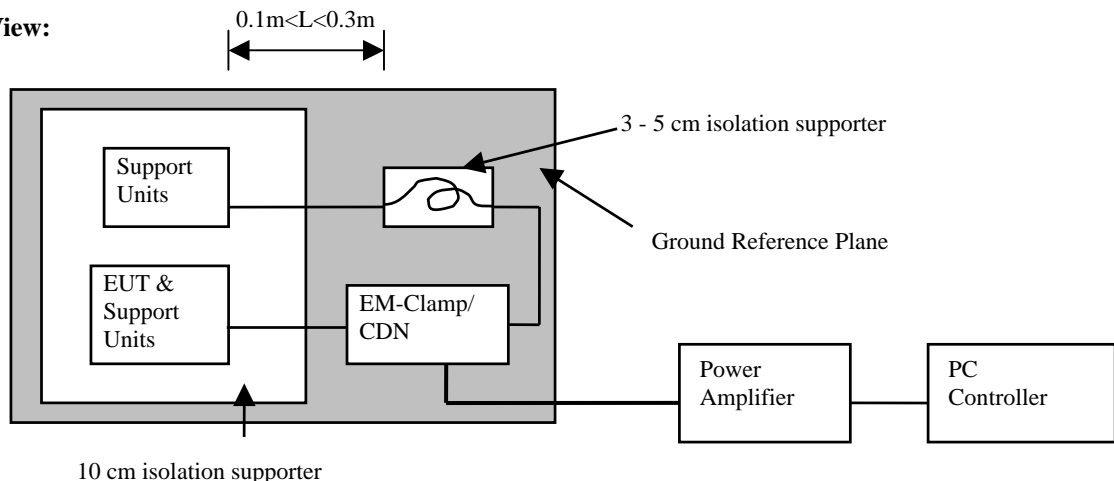 View:
0.1m<L<0.3m
3 - 5 cm isolation supporter
Support
Units
Ground Reference Plane
EUT &
Support
Units
EM-Clamp/
CDN
Power
Amplifier
PC
Controller
10 cm isolation supporter